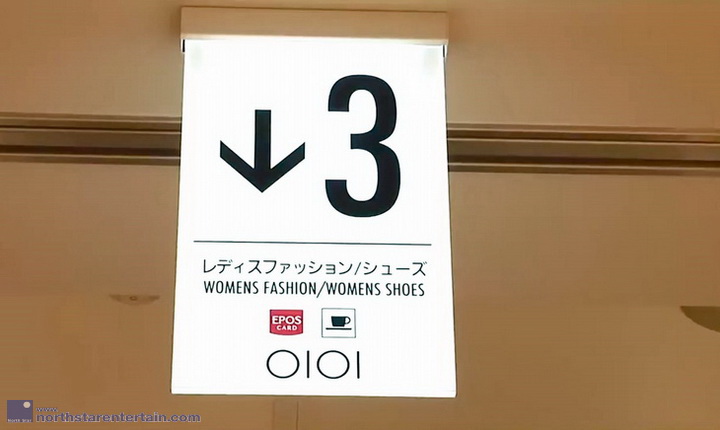 3
レディスファッション/シューズ
WOMENS FASHION/WOMENS SHOES
EPOS
CARD
OIOI
www.
northstarentertain.com